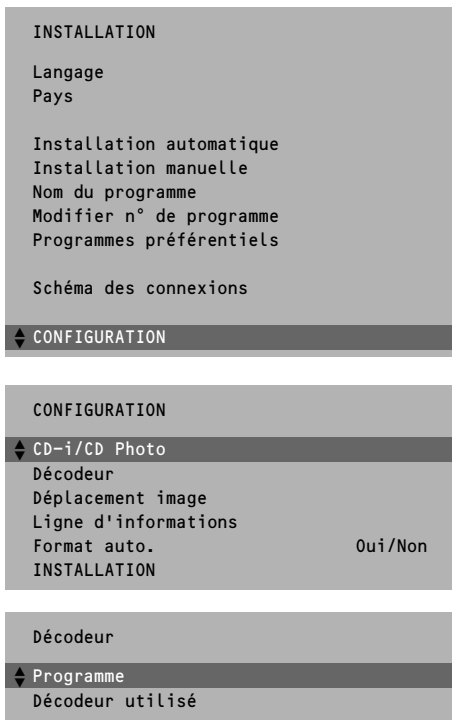 INSTALLATION
Langage
Pays
Installation automatique
Installation manuelle
Nom du programme
Modifier n° de programme
Programmes préférentiels
Schéma des connexions
CONFIGURATION
CONFIGURATION
CD-i/CD Photo
Décodeur
Déplacement image
Ligne d'informations
Format auto. Oui/Non
INSTALLATION
Décodeur
Programme
Décodeur utilisé